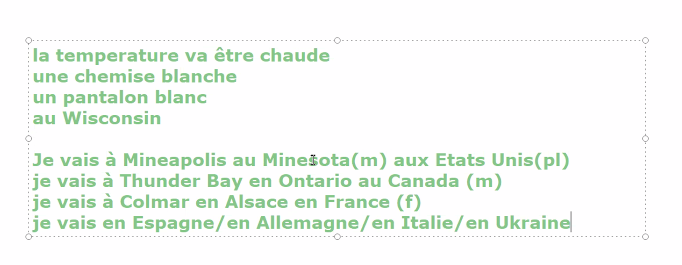 la temperature va être chaude
une chemise blanche
un pantalon blanc
au Wisconsin
Je vais à Mineapolis au Minesota(m) aux Etats Unis(pl)
je vais à Thunder Bay en Ontario au Canada (m)
je vais à Colmar en Alsace en France (f)
je vais en Espagne/en Allemagne/en Italie/en Ukraine